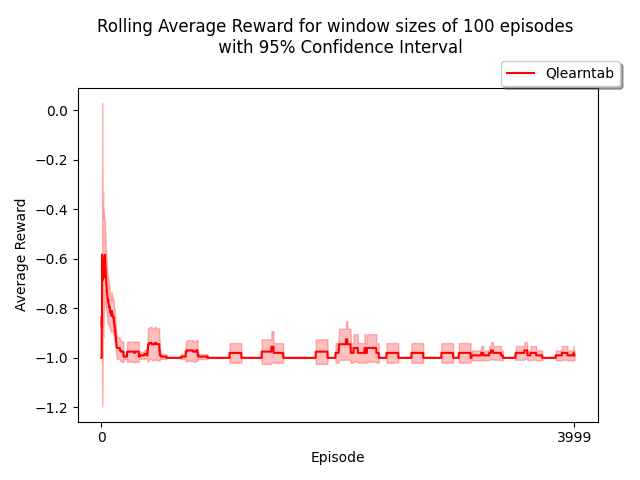 Rolling Average Reward for window sizes of 100 episodes
with 95% Confidence Interval
Qlearntab
Average Reward
0.0
−0.2
−0.4
−0.6
−0.8
−1.0
−1.2
0
3999
Episode